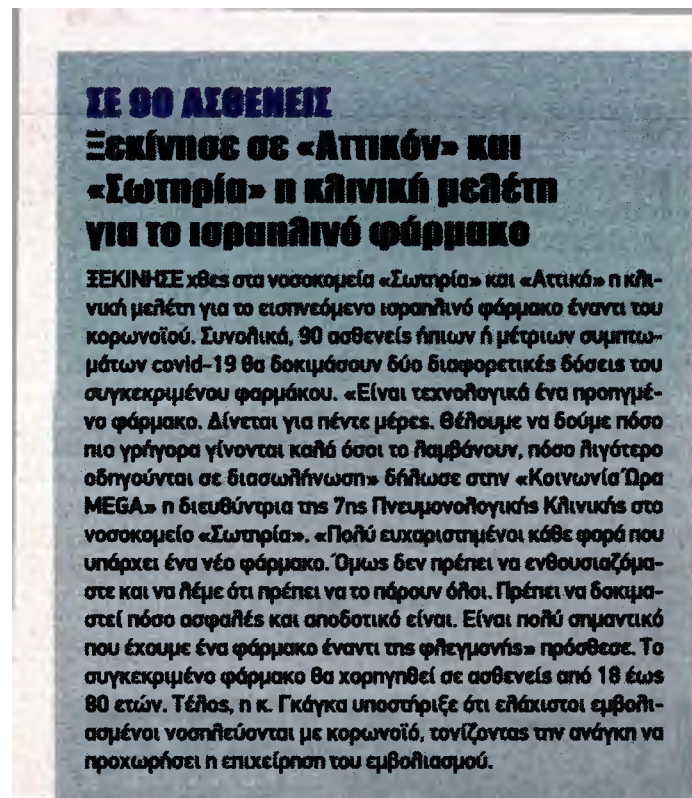 ΣΕ 90 ΑΣΘΕΝΕΙΣ
Ξεκίνησε σε «Αττικόν» και
«Σωτηρία» η κλινική μελέτη
για το ισραηλινό φάρμακο
ΞΕΚΙΝΗΣΕ χθες στα νοσοκομεία «Σωτηρία» και «Αττικό» η κλι-
νική μελέτη για το εισπνεόμενο ισραηλινό φάρμακο έναντι του
κορωνοϊού. Συνολικά, 90 ασθενείς ήπιων ή μέτριων συμπτω-
μάτων covid-19 θα δοκιμάσουν δύο διαφορετικές δόσεις του
συγκεκριμένου φαρμάκου. «Είναι τεχνολογικά ένα προηγμέ-
νο φάρμακο. Δίνεται για πέντε μέρες. Θέλουμε να δούμε πόσο
πιο γρήγορα γίνονται καλά όσοι το λαμβάνουν, πόσο λιγότερο
οδηγούνται σε διασωλήνωση» δήλωσε στην «Κοινωνία Ώρα
MEGA» η διευθύντρια της 7ης Πνευμονολογικής Κλινικής στο
νοσοκομείο «Σωτηρία». «Πολύ ευχαριστημένοι κάθε φορά που
υπάρχει ένα νέο φάρμακο. Όμως δεν πρέπει να ενθουσιαζόμα-
στε και να λέμε ότι πρέπει να το πάρουν όλοι. Πρέπει να δοκιμα-
στεί πόσο ασφαλές και αποδοτικό είναι. Είναι πολύ σημαντικό
που έχουμε ένα φάρμακο έναντι της φλεγμονής» πρόσθεσε. Το
συγκεκριμένο φάρμακο θα χορηγηθεί σε ασθενείς από 18 έως
80 ετών. Τέλος, η κ. Γκάγκα υποστήριξε ότι ελάχιστοι εμβολι-
ασμένοι νοσηλεύονται με κορωνοϊό, τονίζοντας την ανάγκη να
προχωρήσει η επιχείρηση του εμβολιασμού.